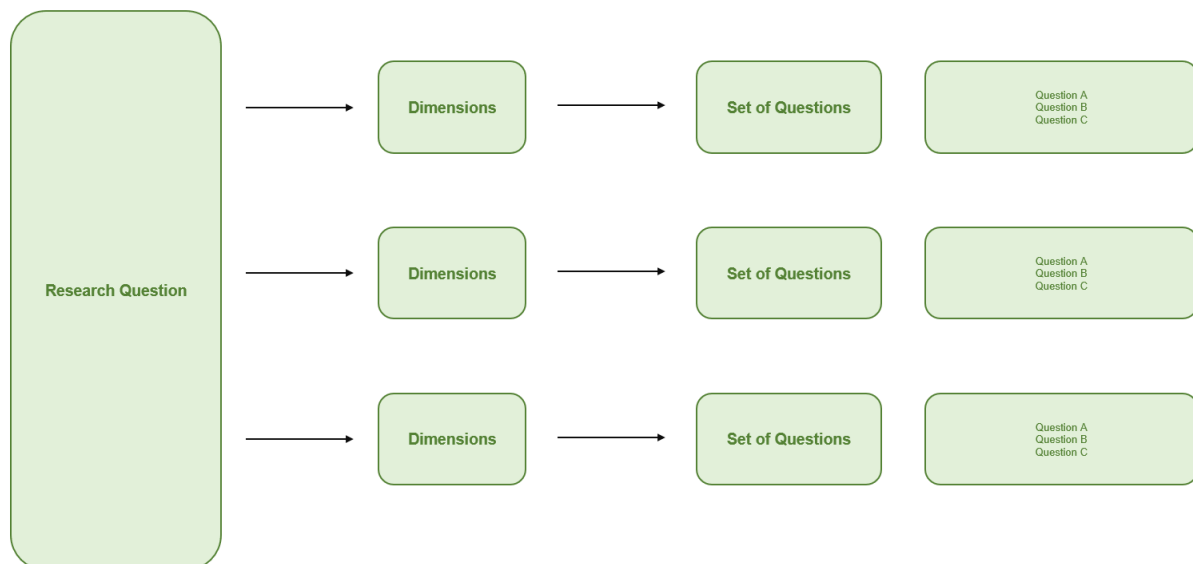 Research Question
Dimensions
Set of Questions
Question A
Question B
Question C
Dimensions
Set of Questions
Question A
Question B
Question C
Dimensions
Set of Questions
Question A
Question B
Question C